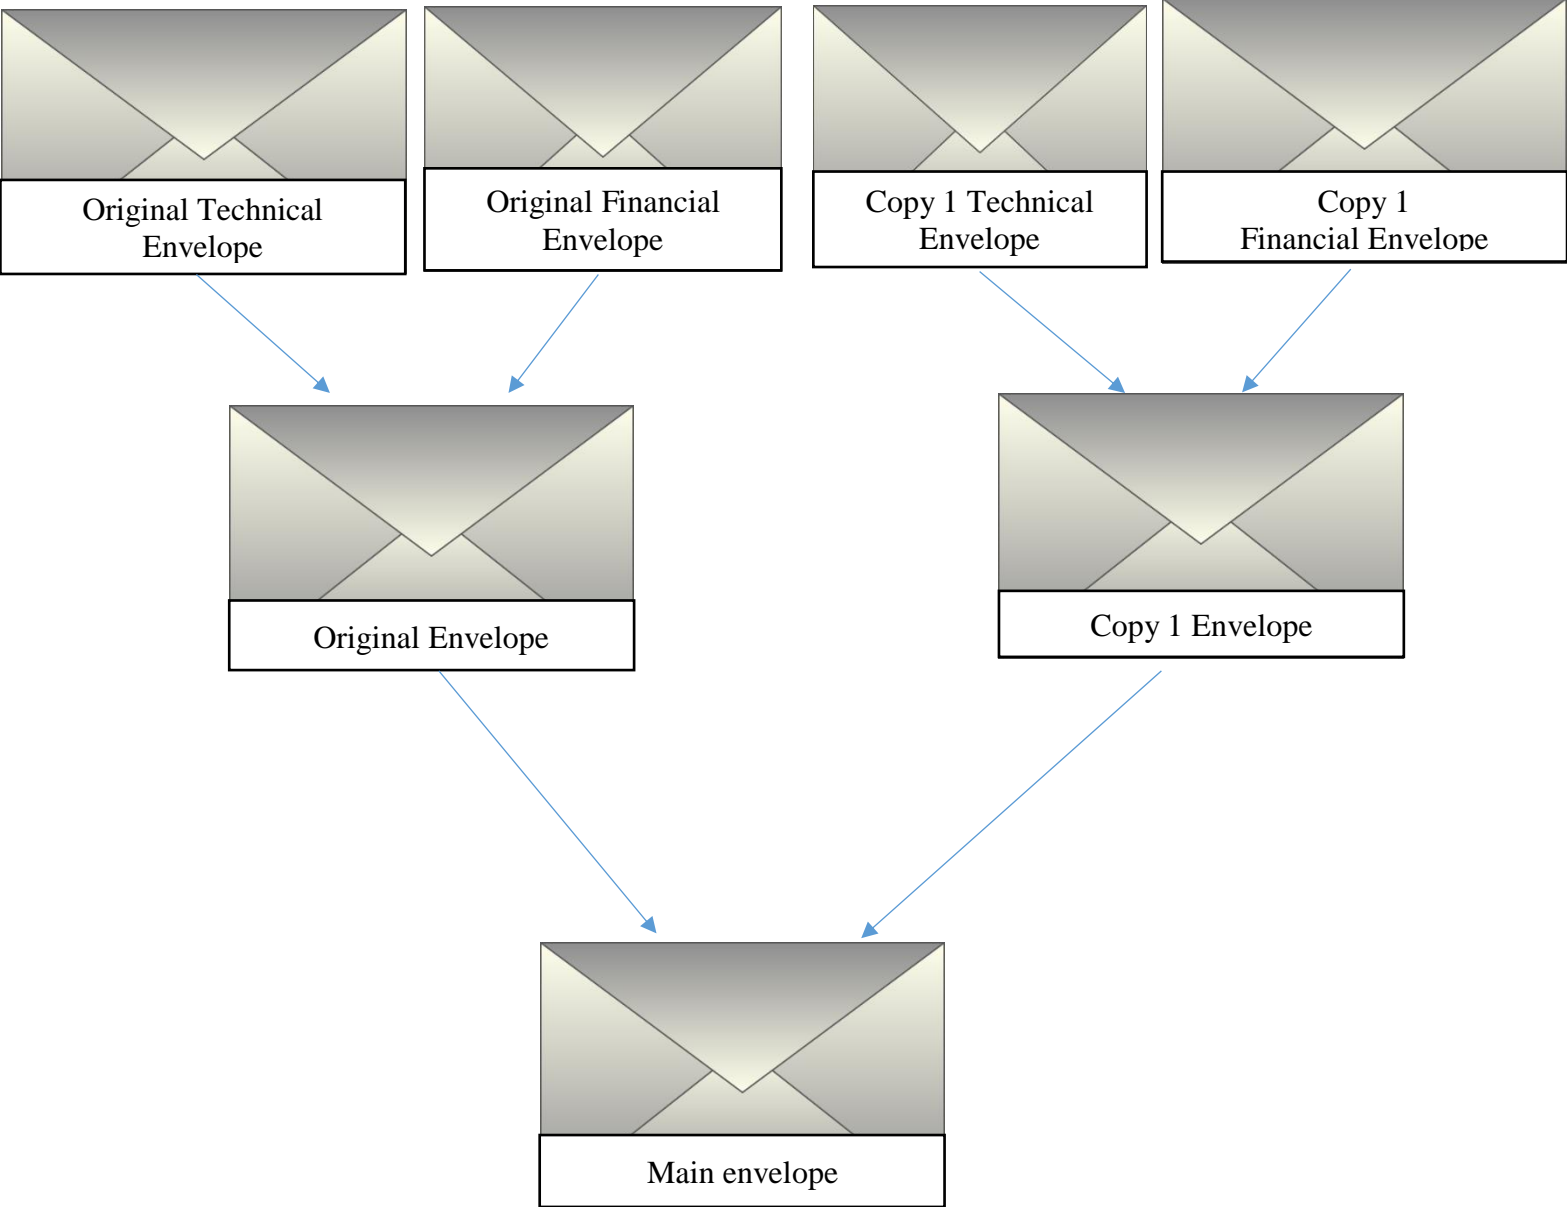 Original Technical
Envelope
Original Financial
Envelope
Copy 1 Technical
Envelope
Copy 1
Financial Envelope
Original Envelope
Copy 1 Envelope
Main envelope